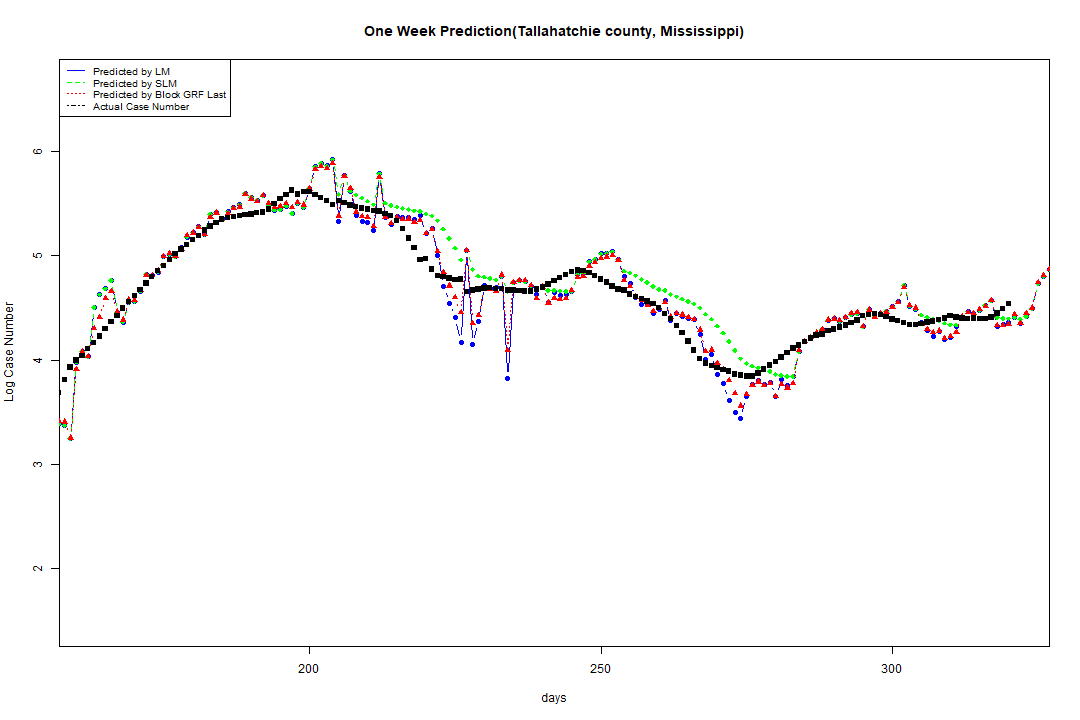 One Week Prediction(Tallahatchie county, Mississippi)
Predicted by LM
Predicted by SLM
Predicted by Block GRF Last
Actual Case Number
6
5
4
3
2
Log Case Number
200 250 300
days